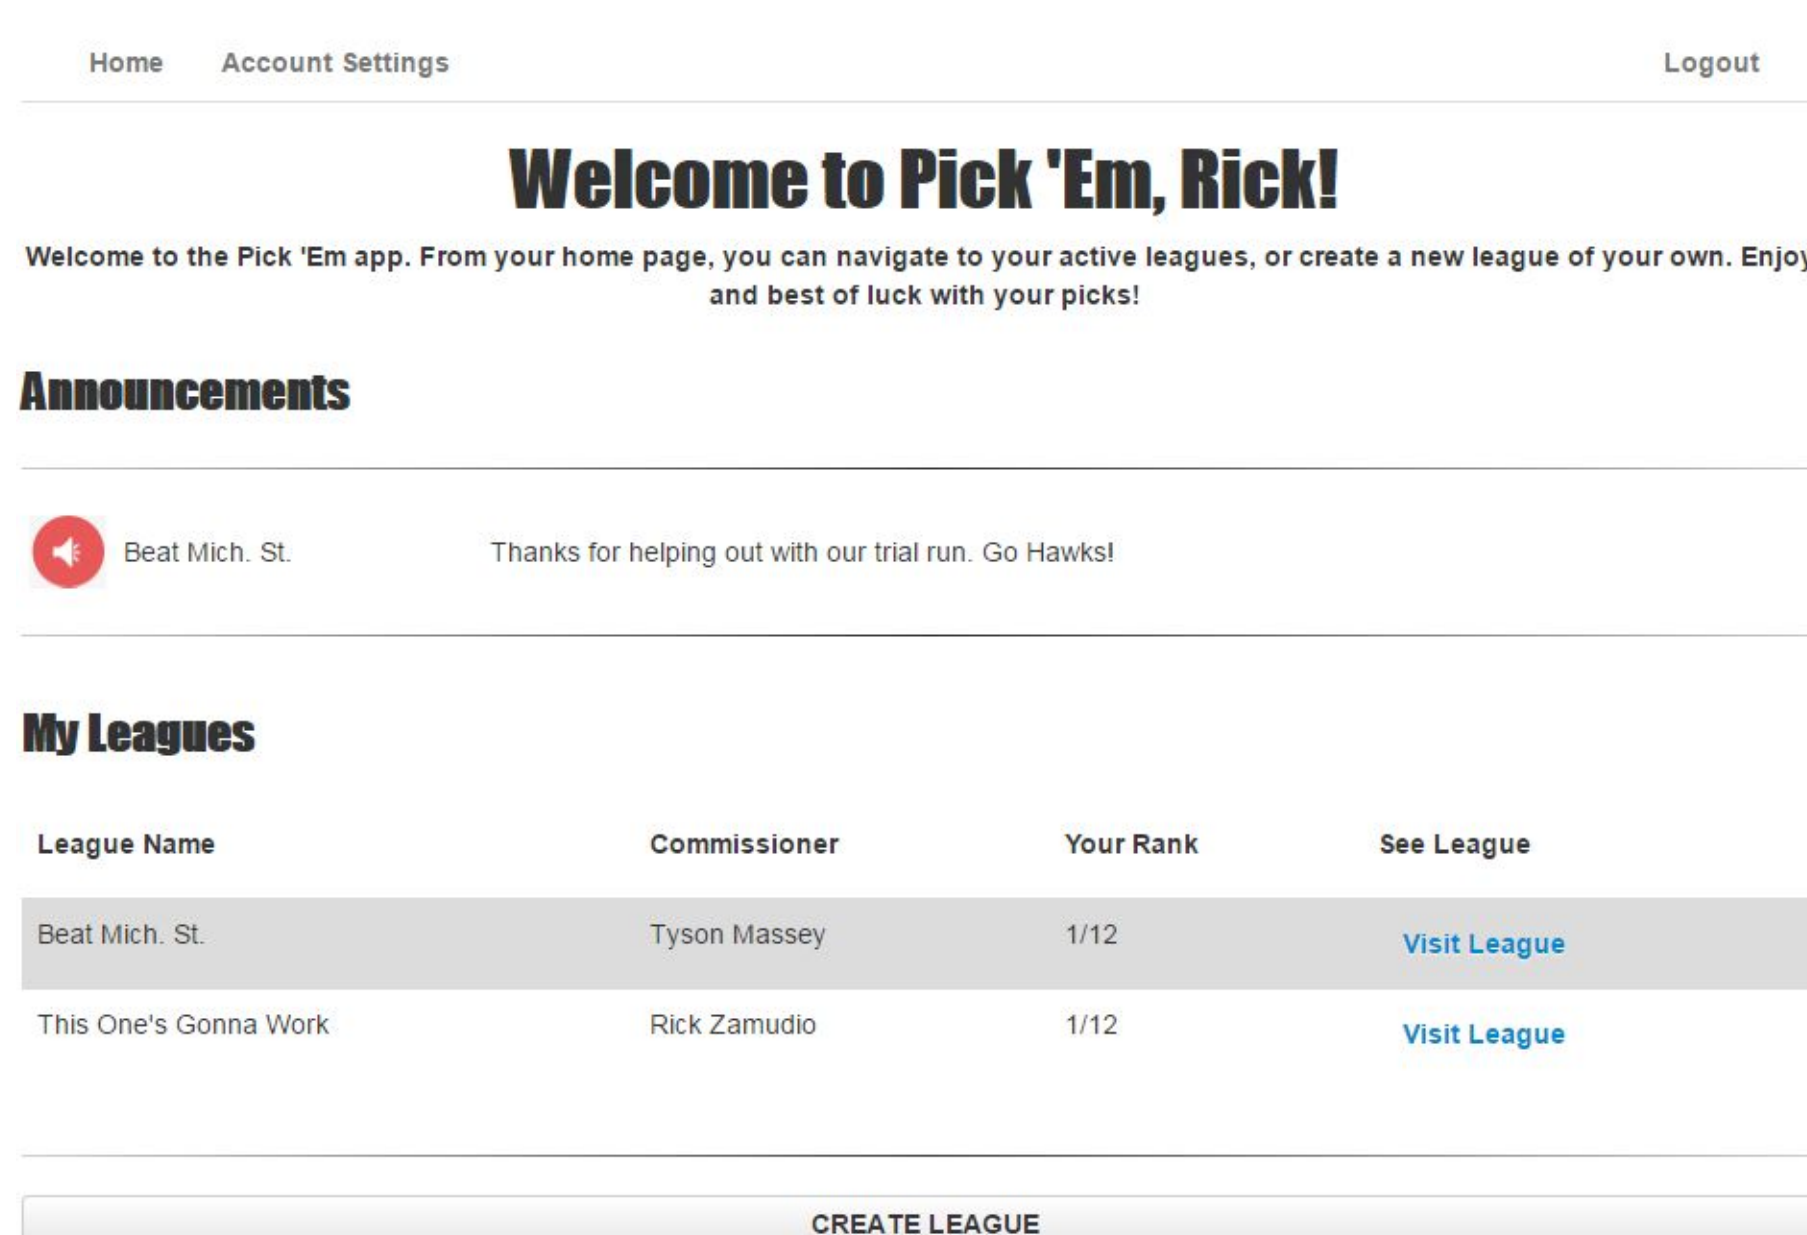 Home Account Settings Logout
Welcome to Pick 'Em, Rick!
Welcome to the Pick 'Em app. From your home page, you can navigate to your active leagues, or create a new league of your own. Enjoy
and best of luck with your picks!
Announcements
Beat Mich. St. Thanks for helping out with our trial run. Go Hawks!
My Leagues
League Name Commissioner Your Rank See League
Beat Mich. St. Tyson Massey 1/12 Visit League
This One's Gonna Work Rick Zamudio 1/12 Visit League
CREATE LEAGUE